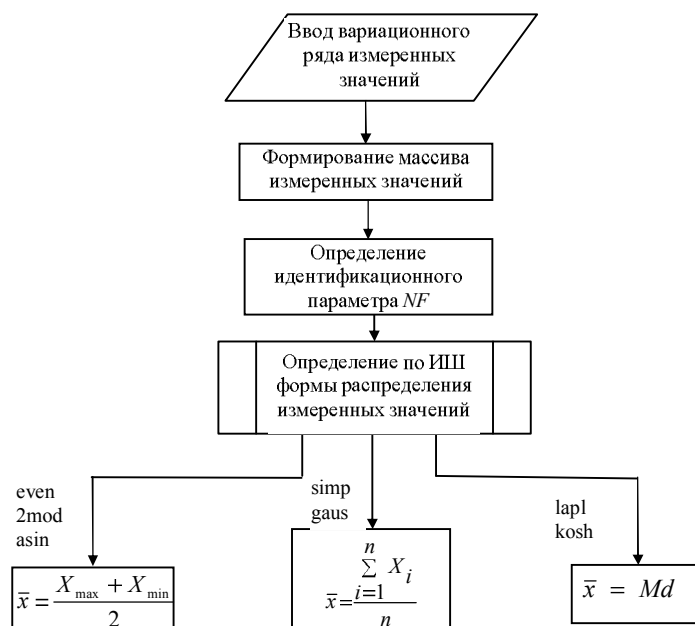 Ввод вариационного
ряда измеренных
значений
Формирование массива
измеренных значений
Определение
идентификационного
параметра NF
Определение по ИШ
формы распределения
измеренных значений
even
2mod
asin
simp
gaus
lapl
kosh
x̄ = (X_max + X_min) / 2
x̄ = (∑_{i=1}^{n} X_i) / n
x̄ = Md